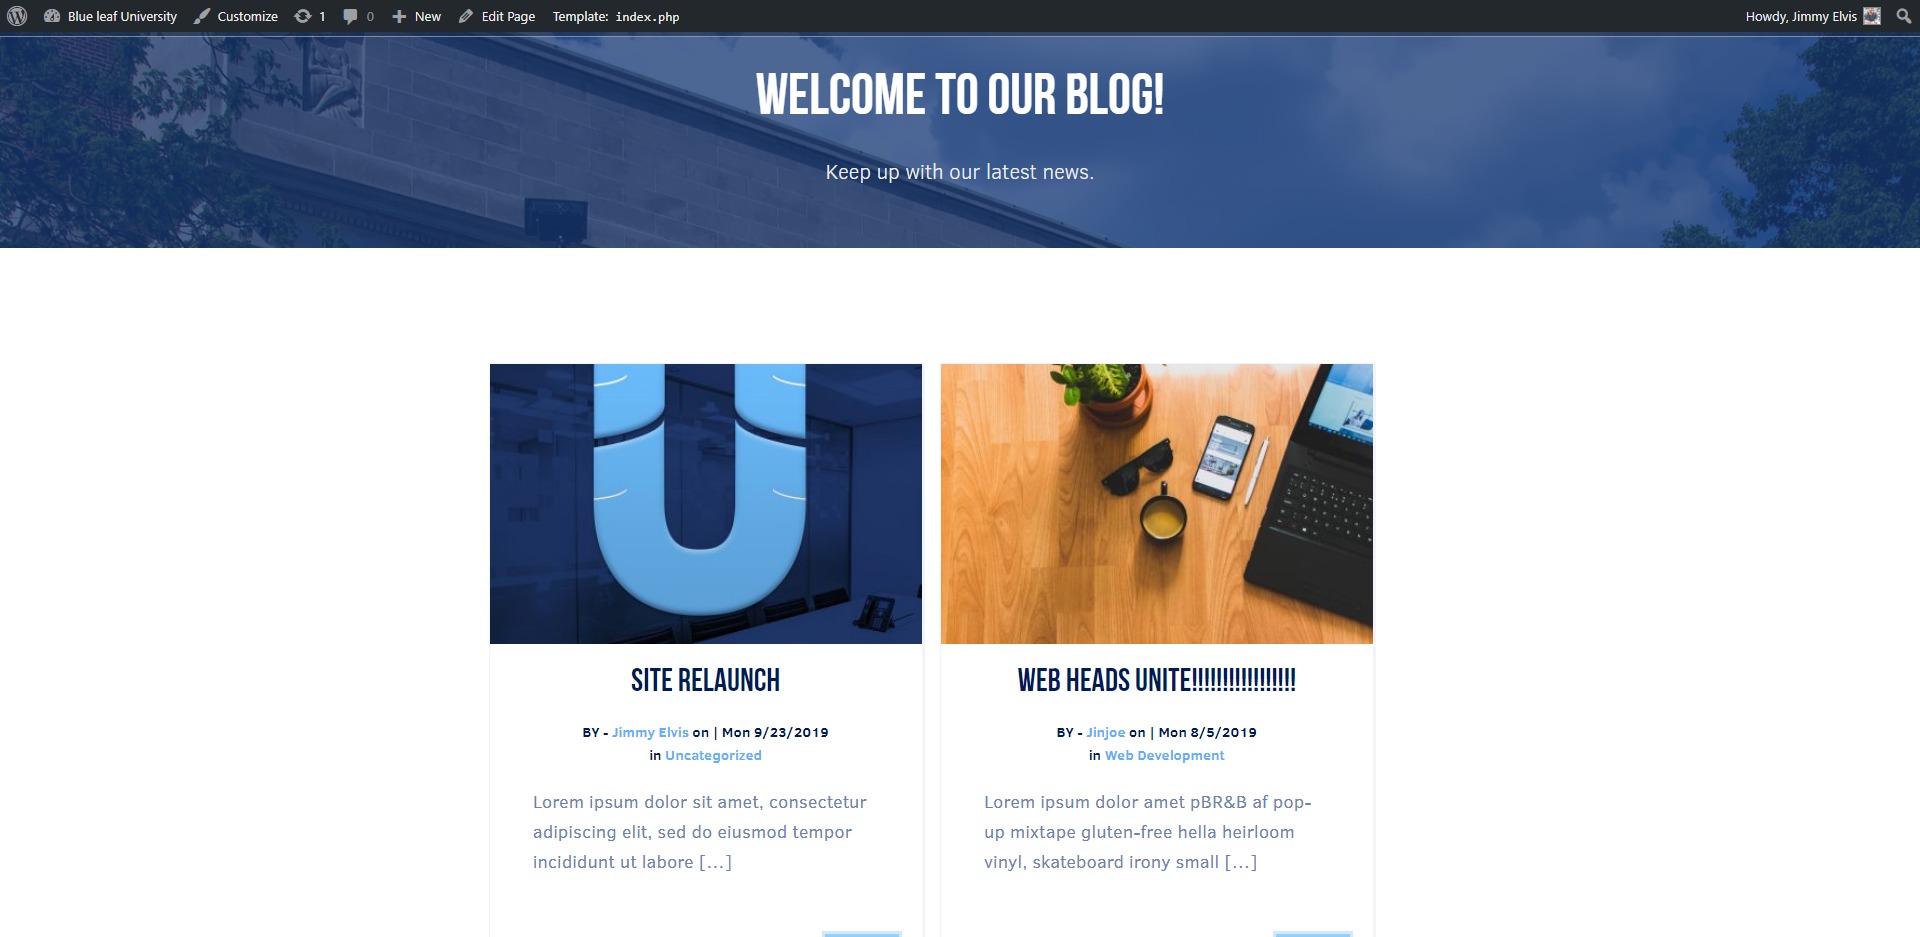 Blue leaf University Customize 1 0 New Edit Page Template: index.php Howdy, Jimmy Elvis
WELCOME TO OUR BLOG!
Keep up with our latest news.
U
SITE RELAUNCH
BY - Jimmy Elvis on | Mon 9/23/2019
in Uncategorized
Lorem ipsum dolor sit amet, consectetur
adipiscing elit, sed do eiusmod tempor
incididunt ut labore [...]
WEB HEADS UNITE!!!!!!!!!!!!!!!!!
BY - Jinjoe on | Mon 8/5/2019
in Web Development
Lorem ipsum dolor amet pBR&B af pop-
up mixtape gluten-free hella heirloom
vinyl, skateboard irony small [...]